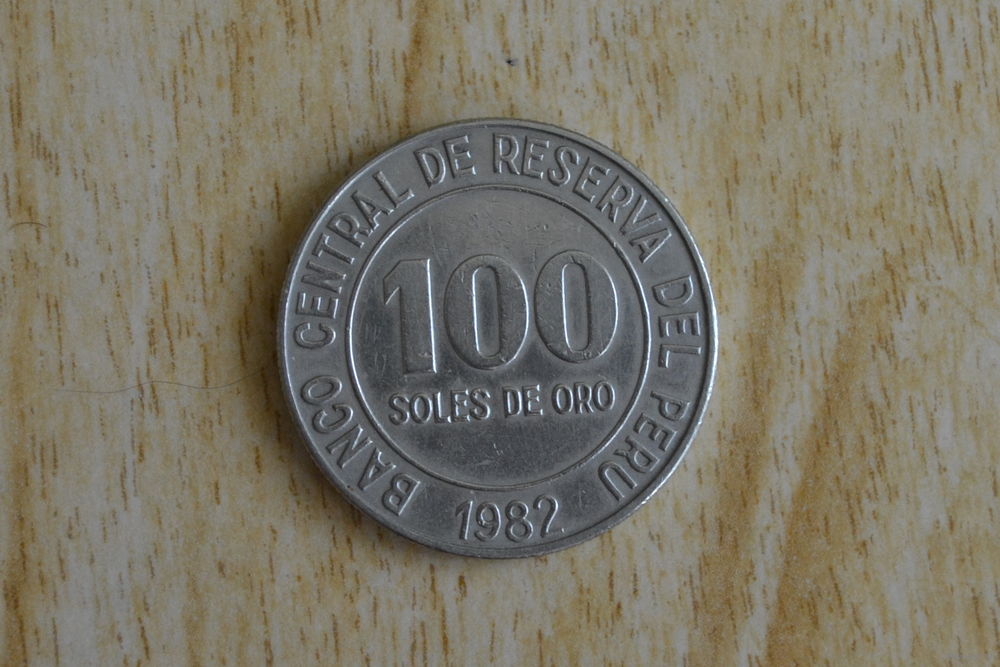 BANCO CENTRAL DE RESERVA DEL PERU
100
SOLES DE ORO
1982